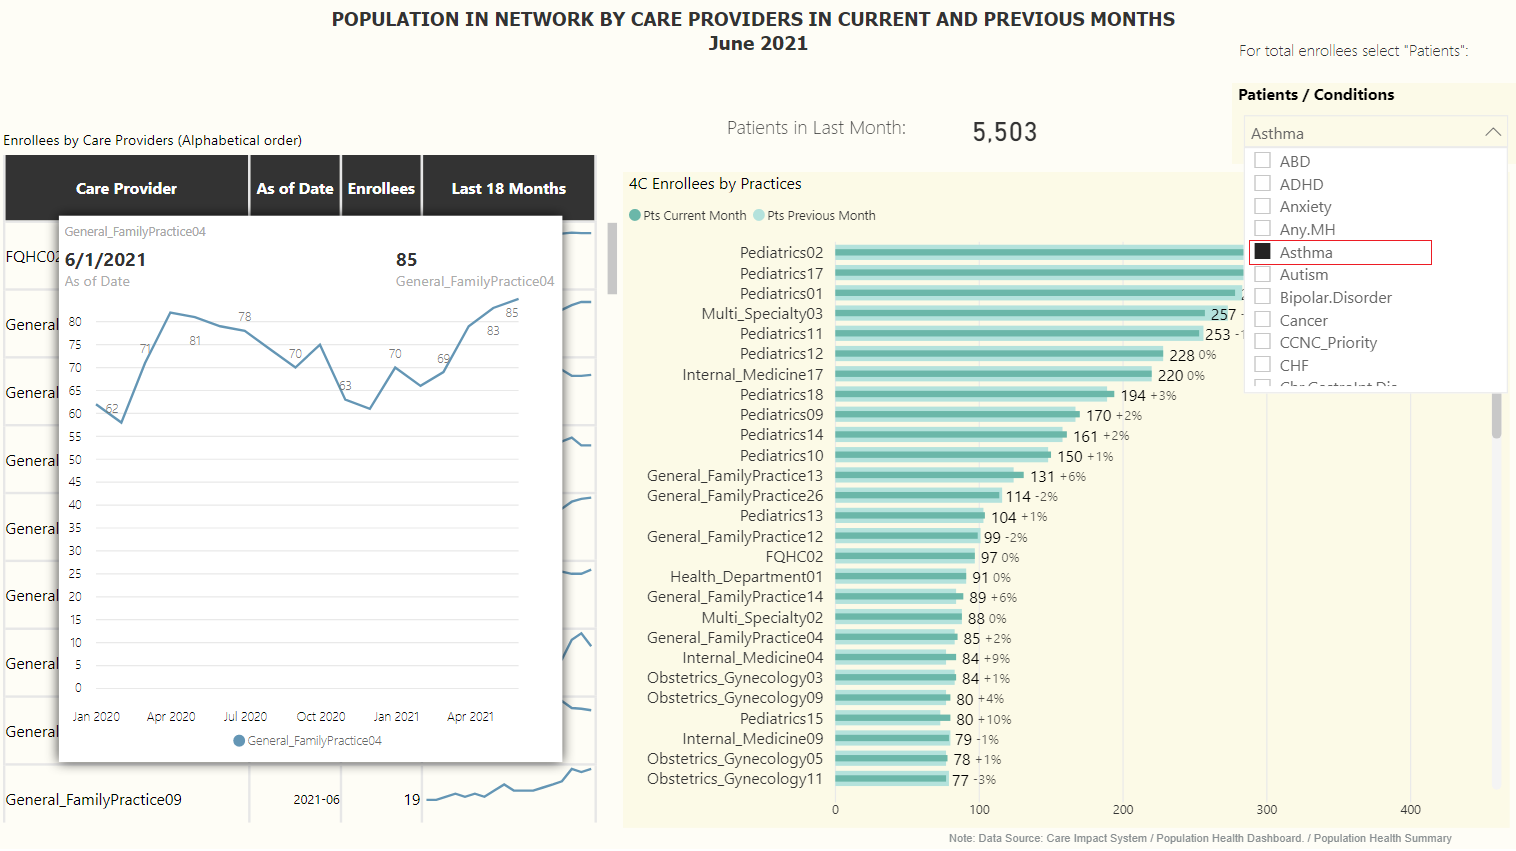 POPULATION IN NETWORK BY CARE PROVIDERS IN CURRENT AND PREVIOUS MONTHS
June 2021
For total enrollees select "Patients":
Patients / Conditions
Asthma
ABD
ADHD
Anxiety
Any.MH
Asthma
Autism
Bipolar.Disorder
Cancer
CCNC_Priority
CHF
Patients in Last Month: 5,503
Enrollees by Care Providers (Alphabetical order)
Care Provider As of Date Enrollees Last 18 Months
FQHC02
General
General
General
General
General
General
General
General_FamilyPractice09 2021-06 19
General_FamilyPractice04
6/1/2021 85
As of Date General_FamilyPractice04
80
75
70
65
60
55
50
45
40
35
30
25
20
15
10
5
0
62
71
81
78
70
63
70
69
83
85
Jan 2020 Apr 2020 Jul 2020 Oct 2020 Jan 2021 Apr 2021
General_FamilyPractice04
4C Enrollees by Practices
Pts Current Month Pts Previous Month
Pediatrics02
Pediatrics17
Pediatrics01
Multi_Specialty03 257
Pediatrics11 253
Pediatrics12 228 0%
Internal_Medicine17 220 0%
Pediatrics18 194 +3%
Pediatrics09 170 +2%
Pediatrics14 161 +2%
Pediatrics10 150 +1%
General_FamilyPractice13 131 +6%
General_FamilyPractice26 114 -2%
Pediatrics13 104 +1%
General_FamilyPractice12 99 -2%
FQHC02 97 0%
Health_Department01 91 0%
General_FamilyPractice14 89 +6%
Multi_Specialty02 88 0%
General_FamilyPractice04 85 +2%
Internal_Medicine04 84 +9%
Obstetrics_Gynecology03 84 +1%
Obstetrics_Gynecology09 80 +4%
Pediatrics15 80 +10%
Internal_Medicine09 79 -1%
Obstetrics_Gynecology05 78 +1%
Obstetrics_Gynecology11 77 -3%
0 100 200 300 400
Note: Data Source: Care Impact System / Population Health Dashboard. / Population Health Summary